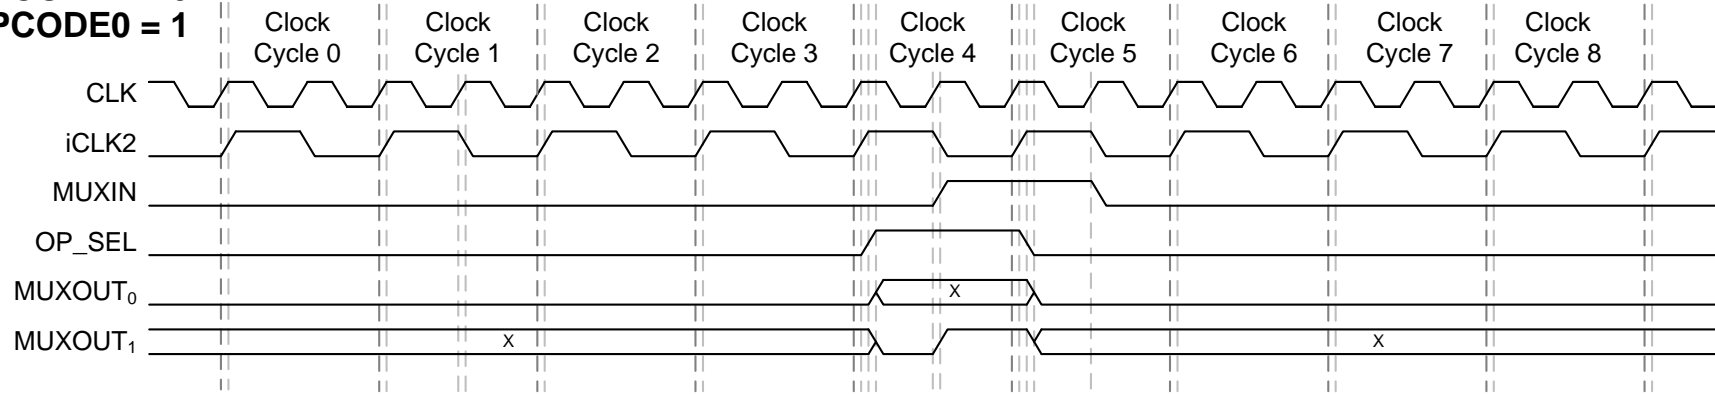 PCODE0 = 1
Clock Cycle 0
Clock Cycle 1
Clock Cycle 2
Clock Cycle 3
Clock Cycle 4
Clock Cycle 5
Clock Cycle 6
Clock Cycle 7
Clock Cycle 8
CLK
iCLK2
MUXIN
OP_SEL
MUXOUT₀
X
MUXOUT₁
X
X